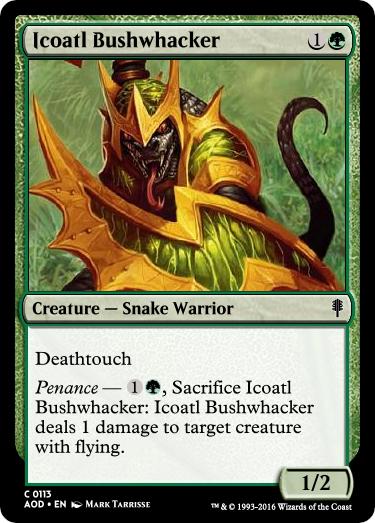 Icoatl Bushwhacker 1
Creature — Snake Warrior
Deathtouch
Penance — 1, Sacrifice Icoatl
Bushwhacker: Icoatl Bushwhacker
deals 1 damage to target creature
with flying.
1/2
C 0113
AOD • EN Mark Tarrisse
™ & © 1993-2016 Wizards of the Coast